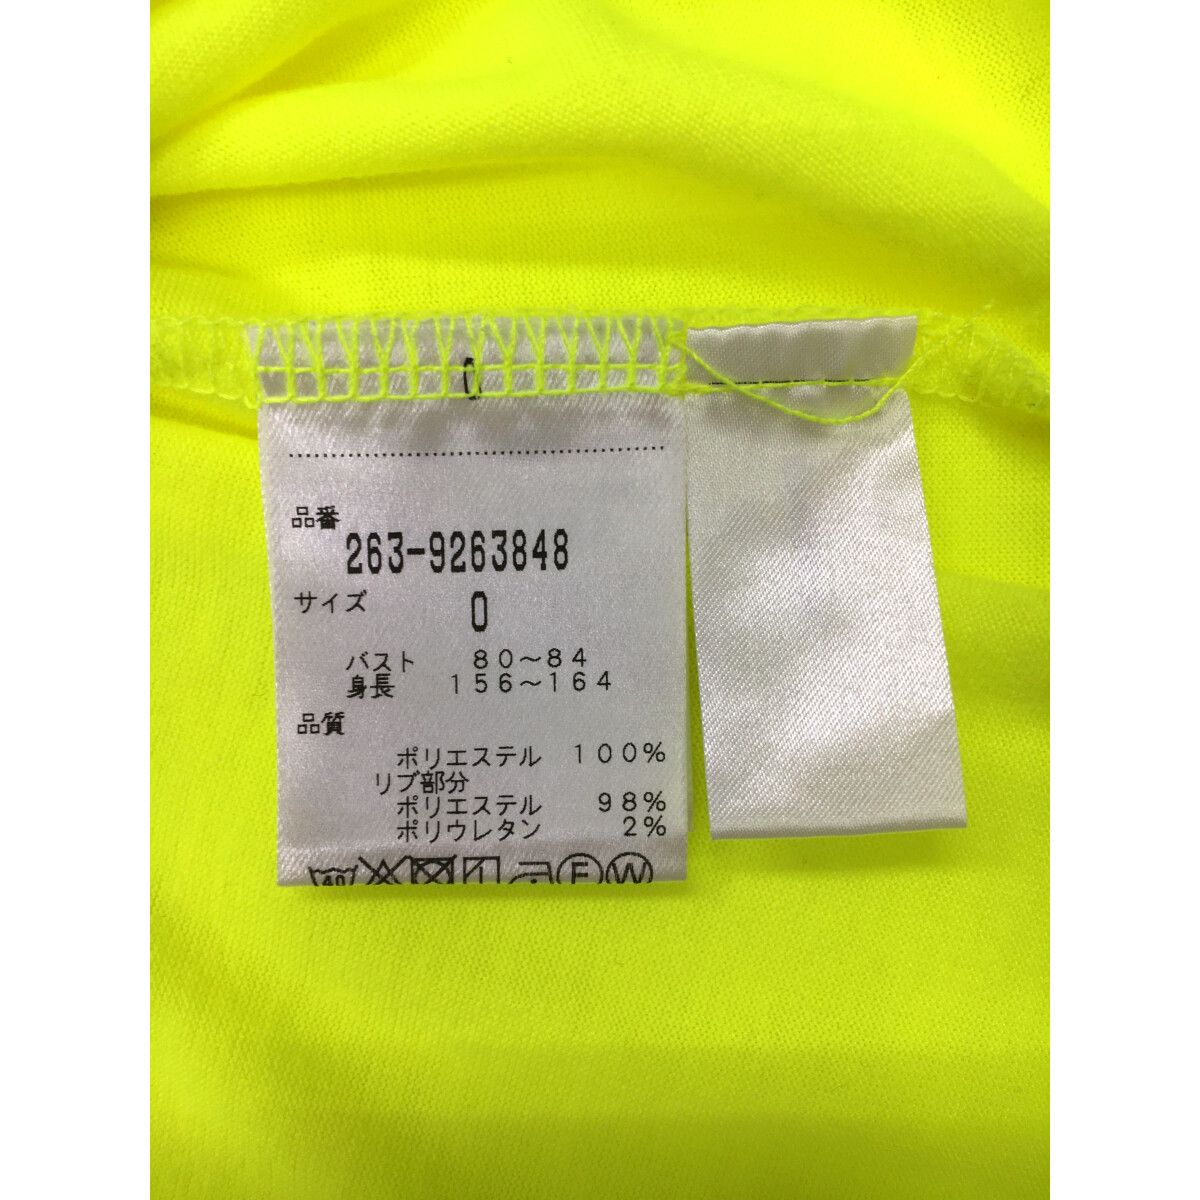 品番
263-9263848
サイズ 0
バスト 80～84
身長 156～164
品質
ポリエステル 100%
リブ部分
ポリエステル 98%
ポリウレタン 2%
40 F W